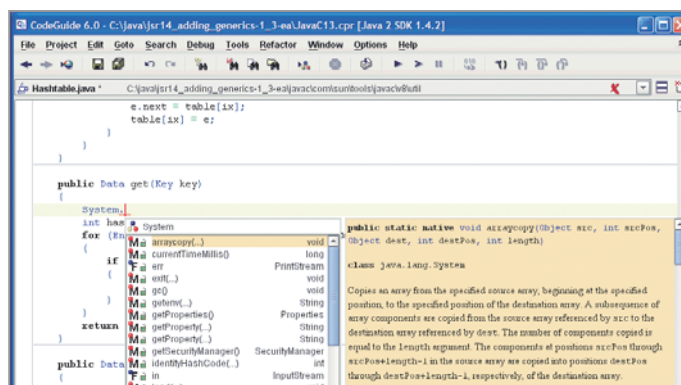 CodeGuide 6.0 - C:\java\jsr14_adding_generics-1_3-ea\JavaC13.cpr [Java 2 SDK 1.4.2]
File Project Edit Goto Search Debug Tools Refactor Window Options Help
Hashtable.java * C:\java\jsr14_adding_generics-1_3-ea\javac\com\sun\tools\javac\v8\util
e.next = table[ix];
table[ix] = e;
}
}
}
public Data get(Key key)
{
System.
int has
for (En
{
if
{
}
}
return
}
public Data
{
System
arraycopy(...) void
currentTimeMillis() long
err PrintStream
exit(...) void
gc() void
getenv(...) String
getProperties() Properties
getProperty(...) String
getProperty(...) String
getSecurityManager() SecurityManager
identityHashCode(...) int
in InputStream
public static native void arraycopy(Object src, int srcPos,
Object dest, int destPos, int length)
class java.lang.System
Copies an array from the specified source array, beginning at the specified
position, to the specified position of the destination array. A subsequence of
array components are copied from the source array referenced by src to the
destination array referenced by dest. The number of components copied is
equal to the length argument. The components at positions srcPos through
srcPos+length-1 in the source array are copied into positions destPos
through destPos+length-1, respectively, of the destination array.